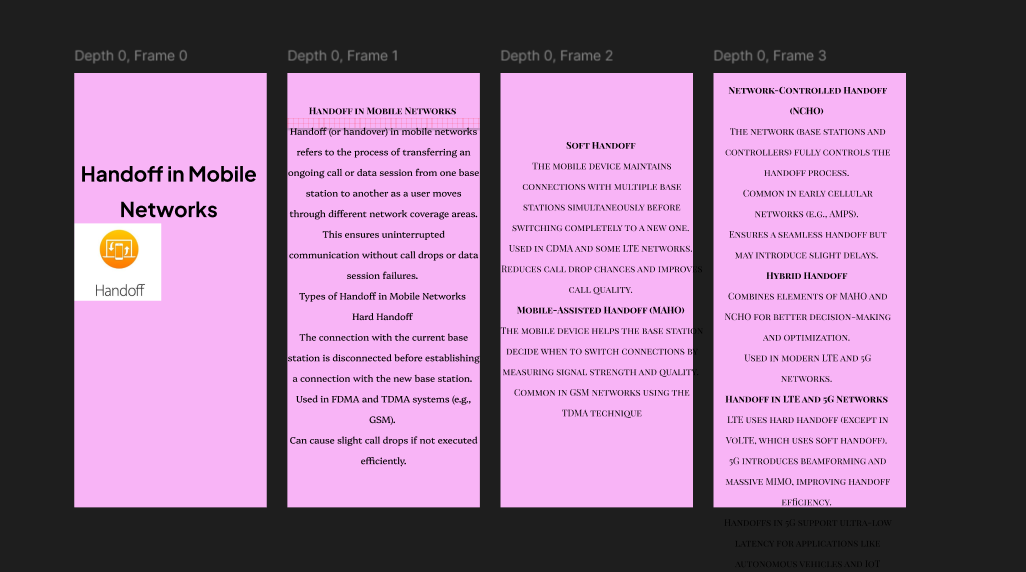 Depth 0, Frame 0
Handoff in Mobile
Networks
Handoff
Depth 0, Frame 1
Handoff in Mobile Networks
Handoff (or handover) in mobile networks
refers to the process of transferring an
ongoing call or data session from one base
station to another as a user moves
through different network coverage areas.
This ensures uninterrupted
communication without call drops or data
session failures.
Types of Handoff in Mobile Networks
Hard Handoff
The connection with the current base
station is disconnected before establishing
a connection with the new base station.
Used in FDMA and TDMA systems (e.g.,
GSM).
Can cause slight call drops if not executed
efficiently.
Depth 0, Frame 2
Soft Handoff
The mobile device maintains
connections with multiple base
stations simultaneously before
switching completely to a new one.
Used in CDMA and some LTE networks.
Reduces call drop chances and improves
call quality.
Mobile-Assisted Handoff (MAHO)
The mobile device helps the base station
decide when to switch connections by
measuring signal strength and quality.
Common in GSM networks using the
TDMA technique
Depth 0, Frame 3
Network-Controlled Handoff
(NCHO)
The network (base stations and
controllers) fully controls the
handoff process.
Common in early cellular
networks (e.g., AMPS).
Ensures a seamless handoff but
may introduce slight delays.
Hybrid Handoff
Combines elements of MAHO and
NCHO for better decision-making
and optimization.
Used in modern LTE and 5G
networks.
Handoff in LTE and 5G Networks
LTE uses hard handoff (except in
VoLTE, which uses soft handoff).
5G introduces beamforming and
massive MIMO, improving handoff
efficiency.
Handoffs in 5G support ultra-low
latency for applications like
autonomous vehicles and IoT